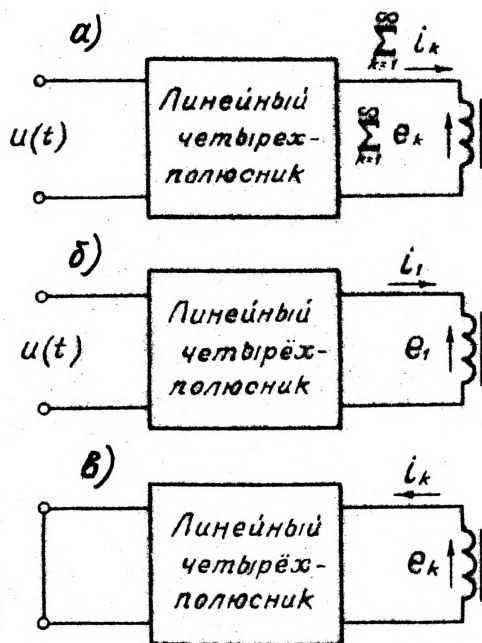 а)
∞
Σ
k=1
i_k
Линейный
четырех-
полюсник
u(t)
∞
Σ
k=1
e_k
б)
i_1
Линейный
четырёх-
полюсник
u(t)
e_1
в)
i_k
Линейный
четырёх-
полюсник
e_k